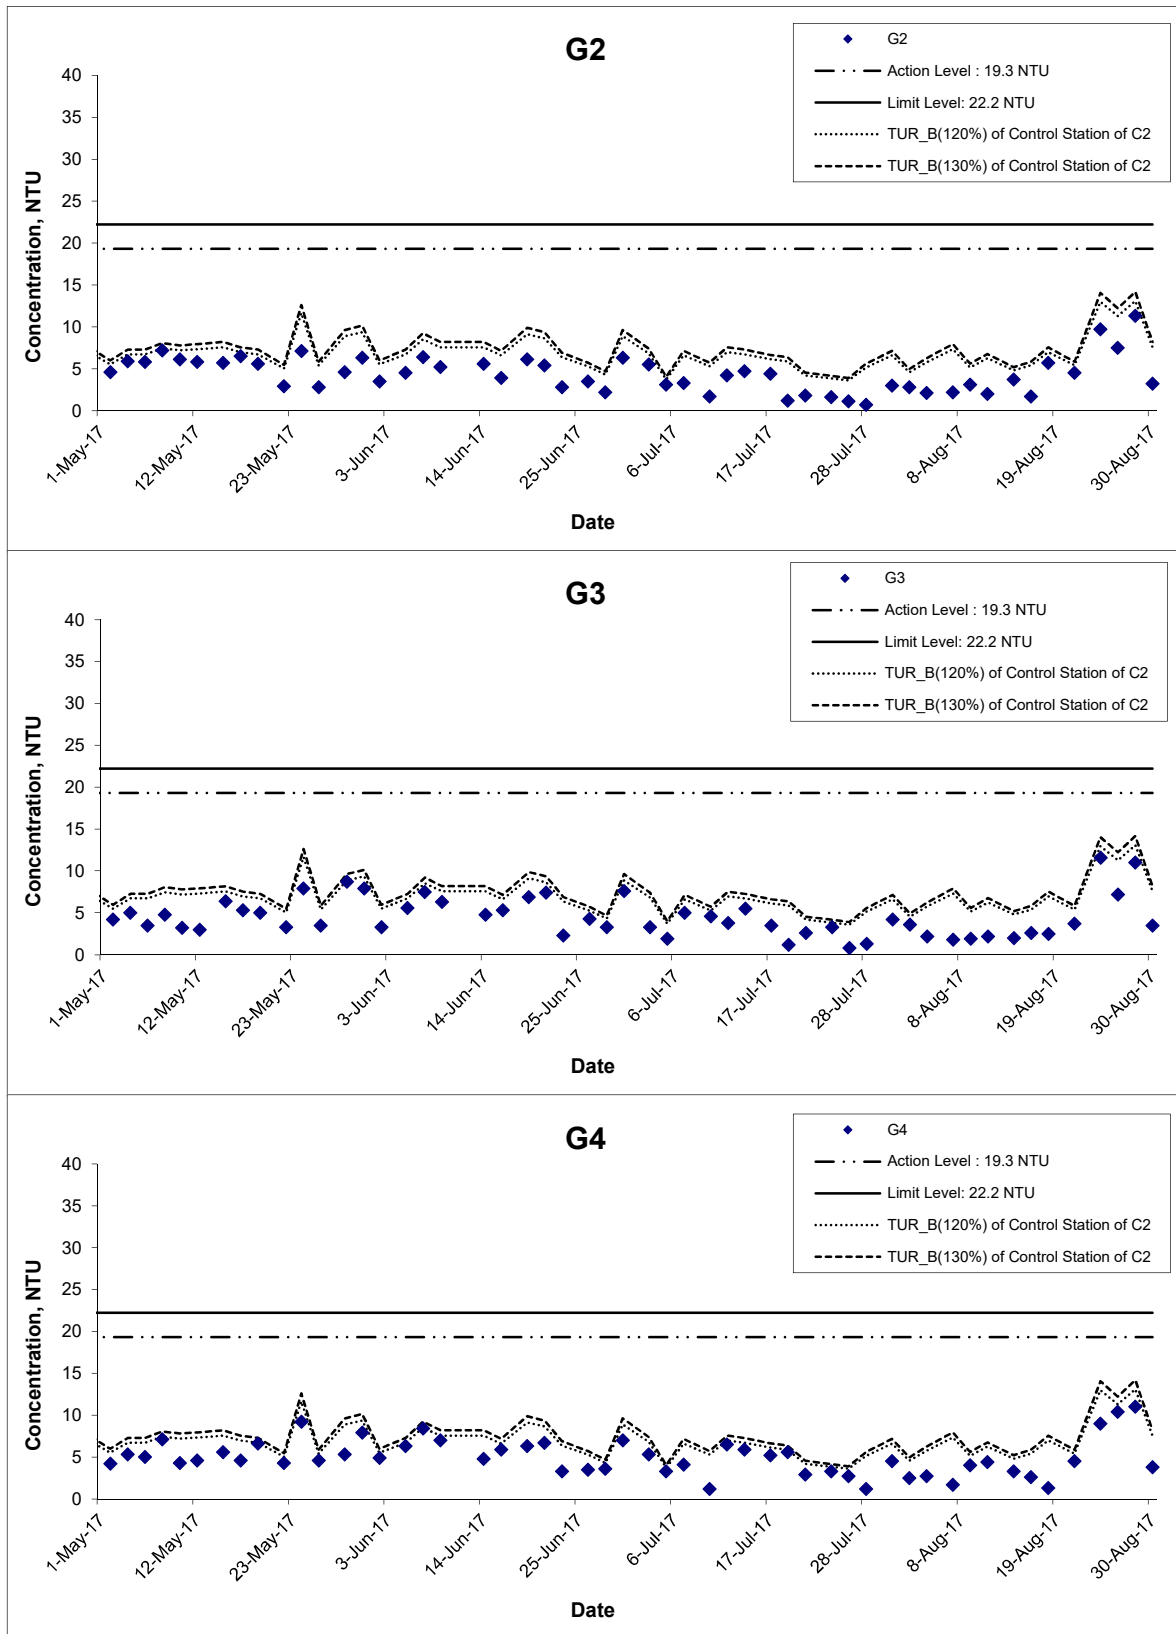 G2
G2
Action Level : 19.3 NTU
Limit Level: 22.2 NTU
TUR_B(120%) of Control Station of C2
TUR_B(130%) of Control Station of C2
Concentration, NTU
40
35
30
25
20
15
10
5
0
1-May-17
12-May-17
23-May-17
3-Jun-17
14-Jun-17
25-Jun-17
6-Jul-17
17-Jul-17
28-Jul-17
8-Aug-17
19-Aug-17
30-Aug-17
Date
G3
G3
Action Level : 19.3 NTU
Limit Level: 22.2 NTU
TUR_B(120%) of Control Station of C2
TUR_B(130%) of Control Station of C2
Concentration, NTU
40
35
30
25
20
15
10
5
0
1-May-17
12-May-17
23-May-17
3-Jun-17
14-Jun-17
25-Jun-17
6-Jul-17
17-Jul-17
28-Jul-17
8-Aug-17
19-Aug-17
30-Aug-17
Date
G4
G4
Action Level : 19.3 NTU
Limit Level: 22.2 NTU
TUR_B(120%) of Control Station of C2
TUR_B(130%) of Control Station of C2
Concentration, NTU
40
35
30
25
20
15
10
5
0
1-May-17
12-May-17
23-May-17
3-Jun-17
14-Jun-17
25-Jun-17
6-Jul-17
17-Jul-17
28-Jul-17
8-Aug-17
19-Aug-17
30-Aug-17
Date